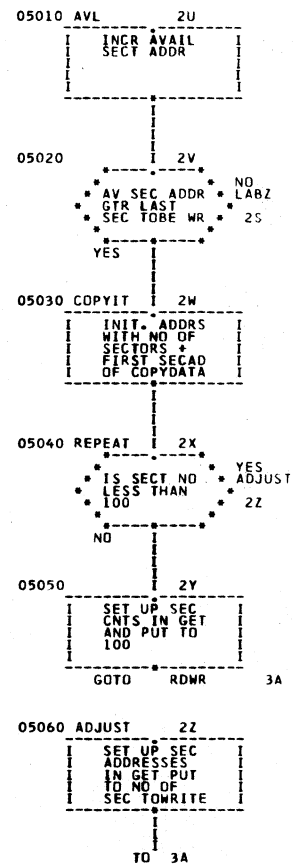 05010 AVL 2U
INCR AVAIL
SECT ADDR
05020 2V
NO
AV SEC ADDR LABZ
GTR LAST
SEC TOBE WR 2S
YES
05030 COPYIT 2W
INIT. ADDRS
WITH NO OF
SECTORS +
FIRST SECAD
OF COPYDATA
05040 REPEAT 2X
YES
IS SECT NO ADJUST
LESS THAN
100 2Z
NO
05050 2Y
SET UP SEC
CNTS IN GET
AND PUT TO
100
GOTO RDWR 3A
05060 ADJUST 2Z
SET UP SEC
ADDRESSES
IN GET PUT
TO NO OF
SEC TOWRITE
TO 3A